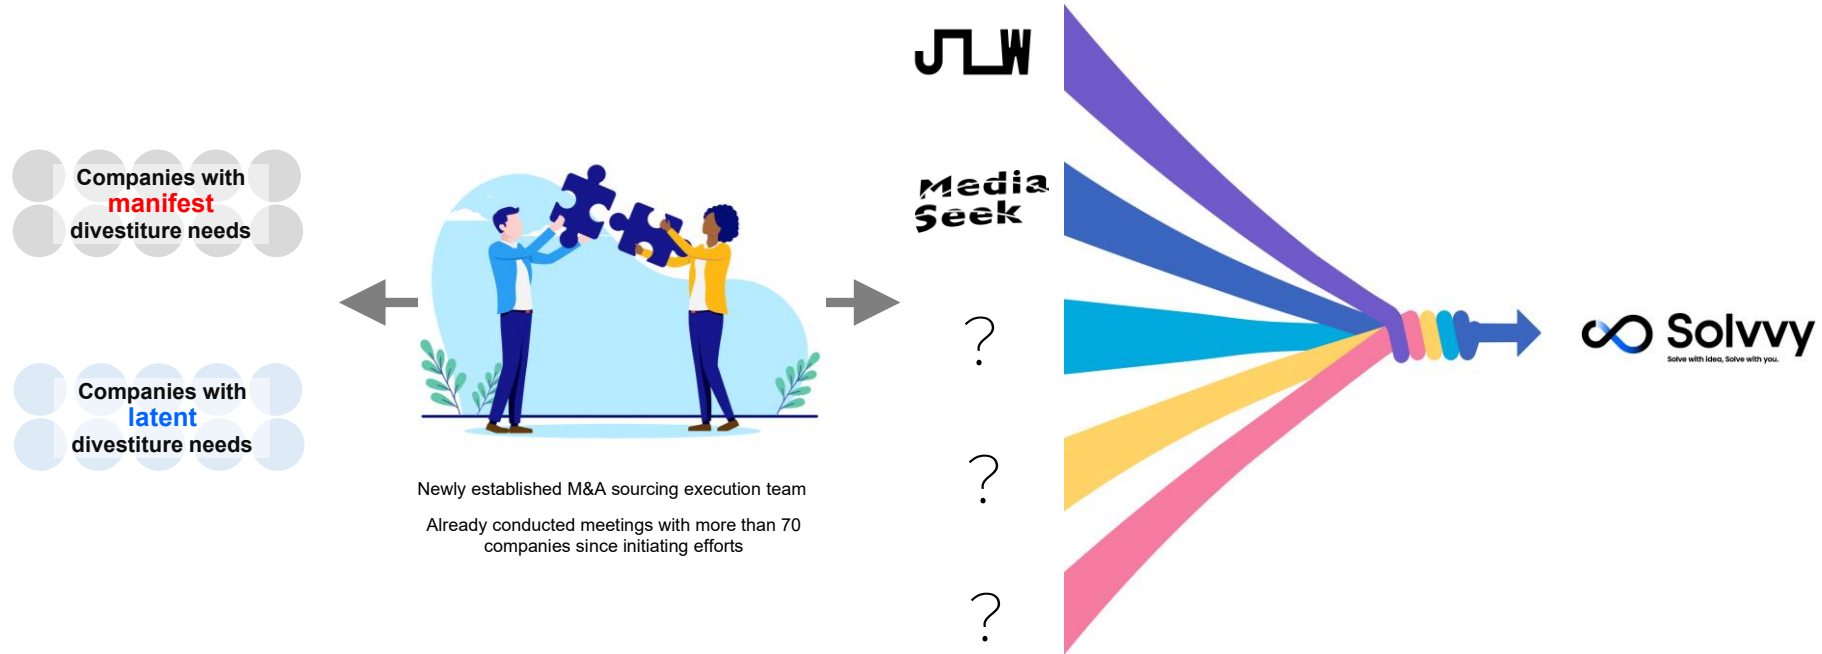 Companies with
manifest
divestiture needs
Companies with
latent
divestiture needs
Newly established M&A sourcing execution team
Already conducted meetings with more than 70
companies since initiating efforts
JLW
Media
Seek
?
?
?
Solvvy
Solve with idea, Solve with you.